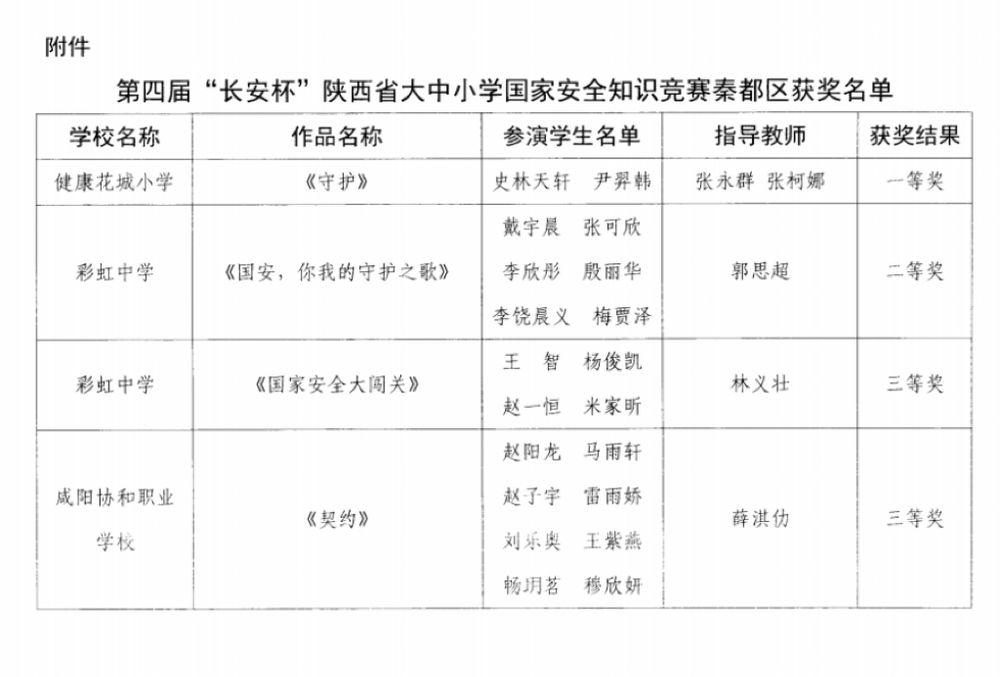 附件
第四届“长安杯”陕西省大中小学国家安全知识竞赛秦都区获奖名单
学校名称 作品名称 参演学生名单 指导教师 获奖结果
健康花城小学 《守护》 史林天轩 尹羿韩 张永群 张柯娜 一等奖
彩虹中学 《国安，你我的守护之歌》 戴宇晨 张可欣
李欣彤 殷丽华 郭思超 二等奖
李饶晨义 梅贾泽
彩虹中学 《国家安全大闯关》 王 智 杨俊凯
赵一恒 米家昕 林义壮 三等奖
咸阳协和职业
学校 《契约》 赵阳龙 马雨轩
赵子宇 雷雨娇
刘乐奥 王紫燕
畅玥茗 穆欣妍 薛淇仂 三等奖